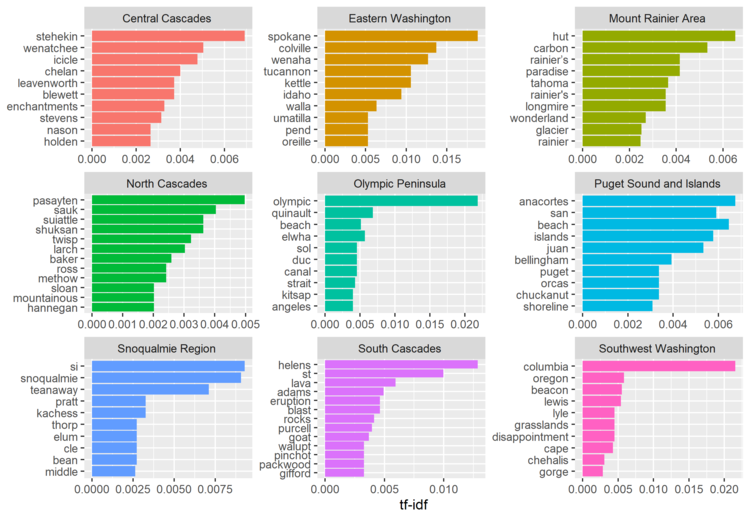 Central Cascades
stehekin
wenatchee
icicle
chelan
leavenworth
blewett
enchantments
stevens
nason
holden
0.000 0.002 0.004 0.006
Eastern Washington
spokane
colville
wenaha
tucannon
kettle
idaho
walla
umatilla
pend
oreille
0.000 0.005 0.010 0.015
Mount Rainier Area
hut
carbon
rainier's
paradise
tahoma
rainier's
longmire
wonderland
glacier
rainier
0.000 0.002 0.004 0.006
North Cascades
pasayten
sauk
suiattle
shuksan
twisp
larch
baker
ross
methow
sloan
mountainous
hannegan
0.000 0.001 0.002 0.003 0.004 0.005
Olympic Peninsula
olympic
quinault
beach
elwha
sol
duc
canal
strait
kitsap
angeles
0.000 0.005 0.010 0.015 0.020
Puget Sound and Islands
anacortes
san
beach
islands
juan
bellingham
puget
orcas
chuckanut
shoreline
0.000 0.002 0.004 0.006
Snoqualmie Region
si
snoqualmie
teanaway
pratt
kachess
thorp
elum
cle
bean
middle
0.0000 0.0025 0.0050 0.0075
South Cascades
helens
st
lava
adams
eruption
blast
rocks
purcell
goat
walupt
pinchot
packwood
gifford
0.000 0.005 0.010
Southwest Washington
columbia
oregon
beacon
lewis
lyle
grasslands
disappointment
cape
chehalis
gorge
0.000 0.005 0.010 0.015 0.020
tf-idf